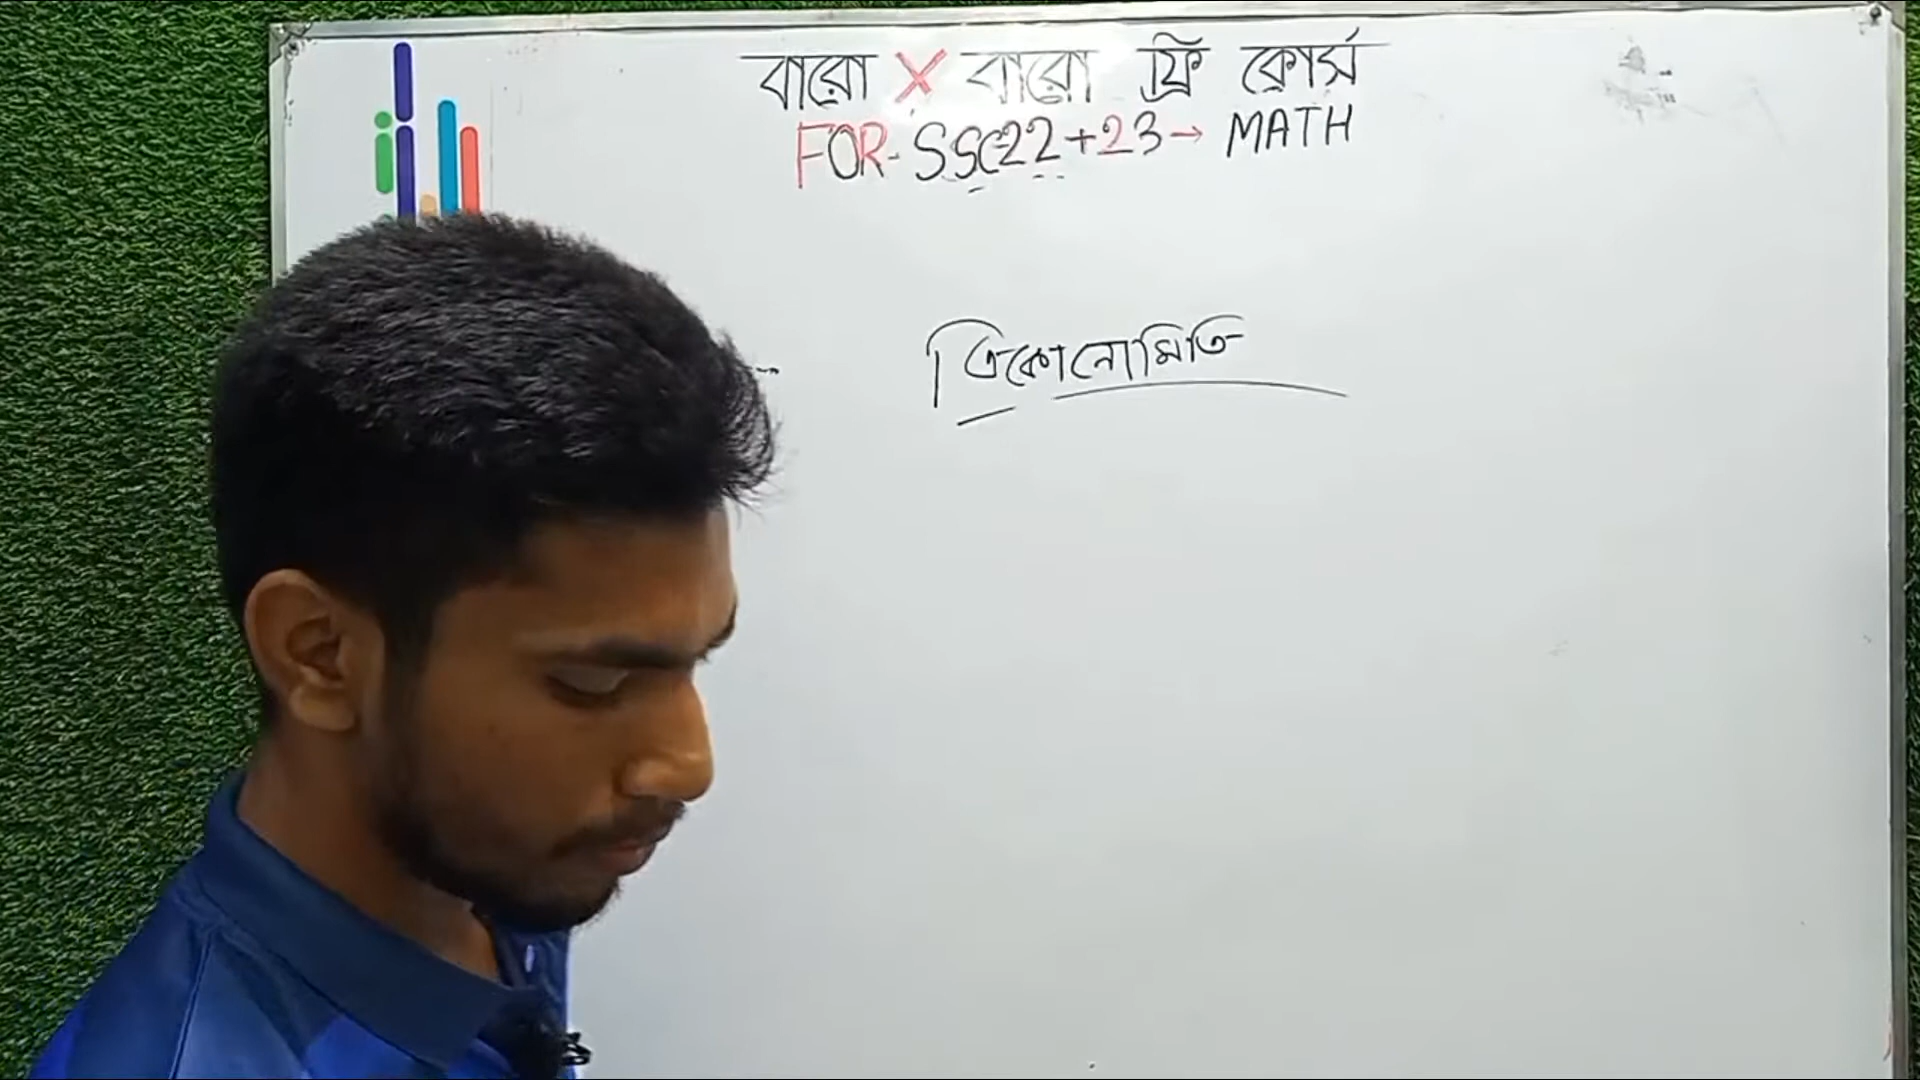 বারো X বারো ফ্রি কোর্স
FOR- SSC22+23→ MATH
ত্রিকোনোমিতি